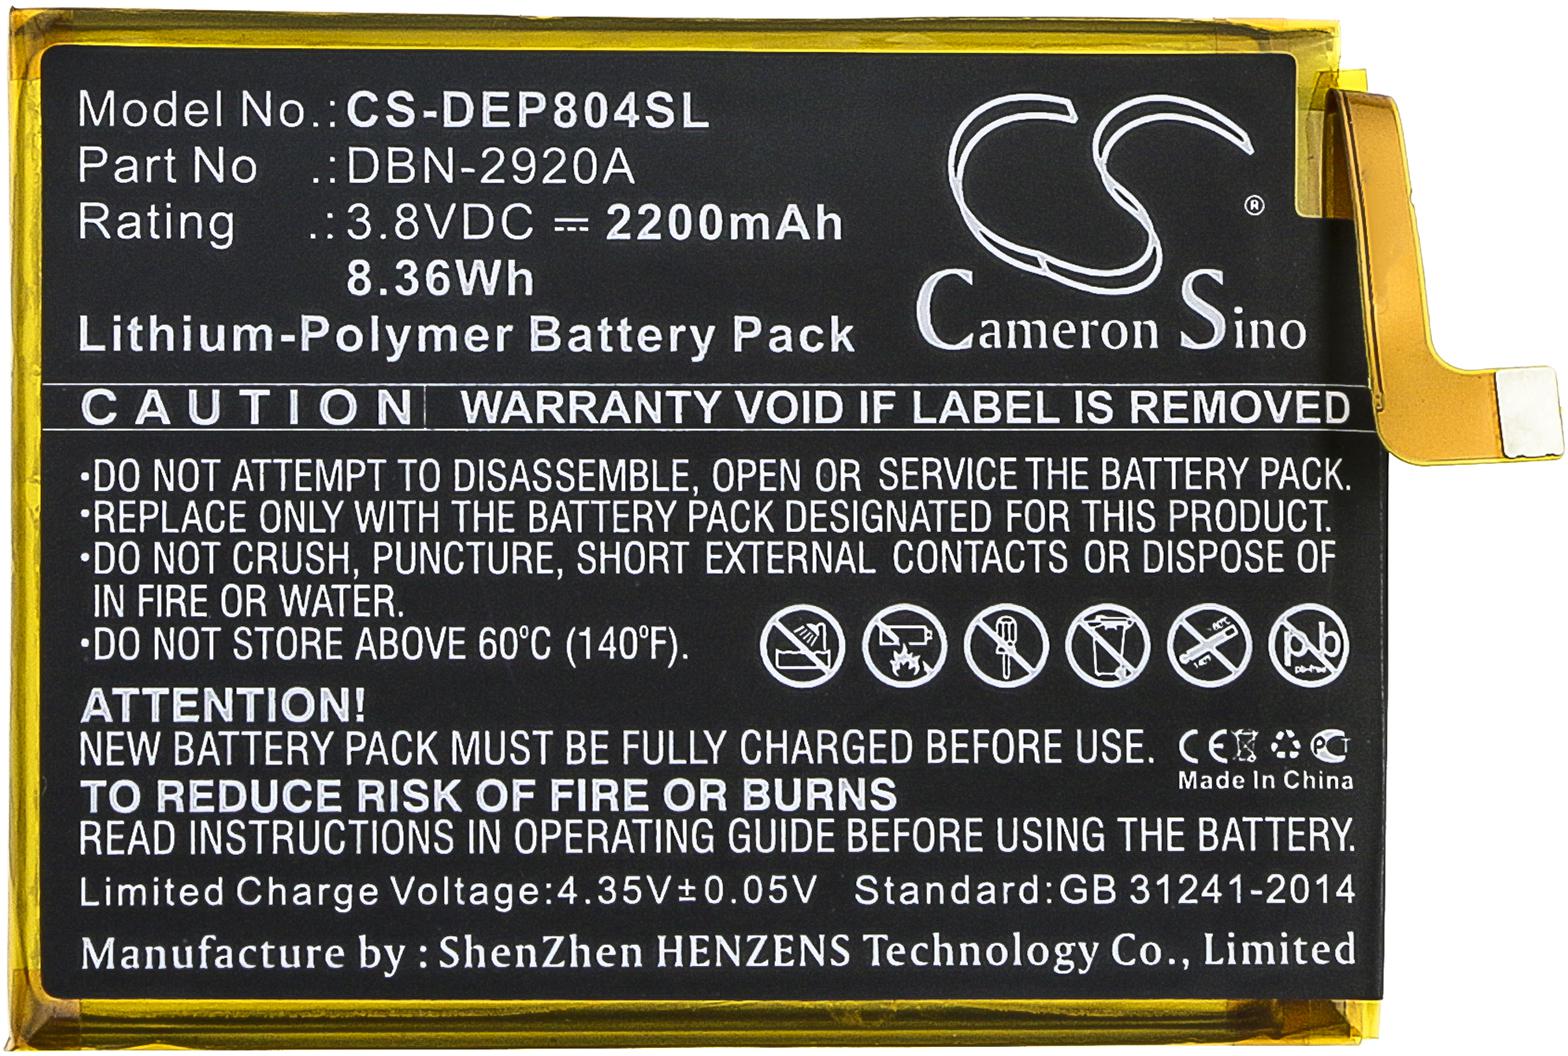 Model No.:CS-DEP804SL
Part No .:DBN-2920A
Rating .:3.8VDC ⎓ 2200mAh
8.36Wh
Lithium-Polymer Battery Pack
CS
®
Cameron Sino
CAUTION WARRANTY VOID IF LABEL IS REMOVED
·DO NOT ATTEMPT TO DISASSEMBLE, OPEN OR SERVICE THE BATTERY PACK.
·REPLACE ONLY WITH THE BATTERY PACK DESIGNATED FOR THIS PRODUCT.
·DO NOT CRUSH, PUNCTURE, SHORT EXTERNAL CONTACTS OR DISPOSE OF
IN FIRE OR WATER.
·DO NOT STORE ABOVE 60°C (140°F).
Pb
ATTENTION!
NEW BATTERY PACK MUST BE FULLY CHARGED BEFORE USE. CE PCT
Made In China
TO REDUCE RISK OF FIRE OR BURNS
READ INSTRUCTIONS IN OPERATING GUIDE BEFORE USING THE BATTERY.
Limited Charge Voltage:4.35V±0.05V Standard:GB 31241-2014
Manufacture by : ShenZhen HENZENS Technology Co., Limited